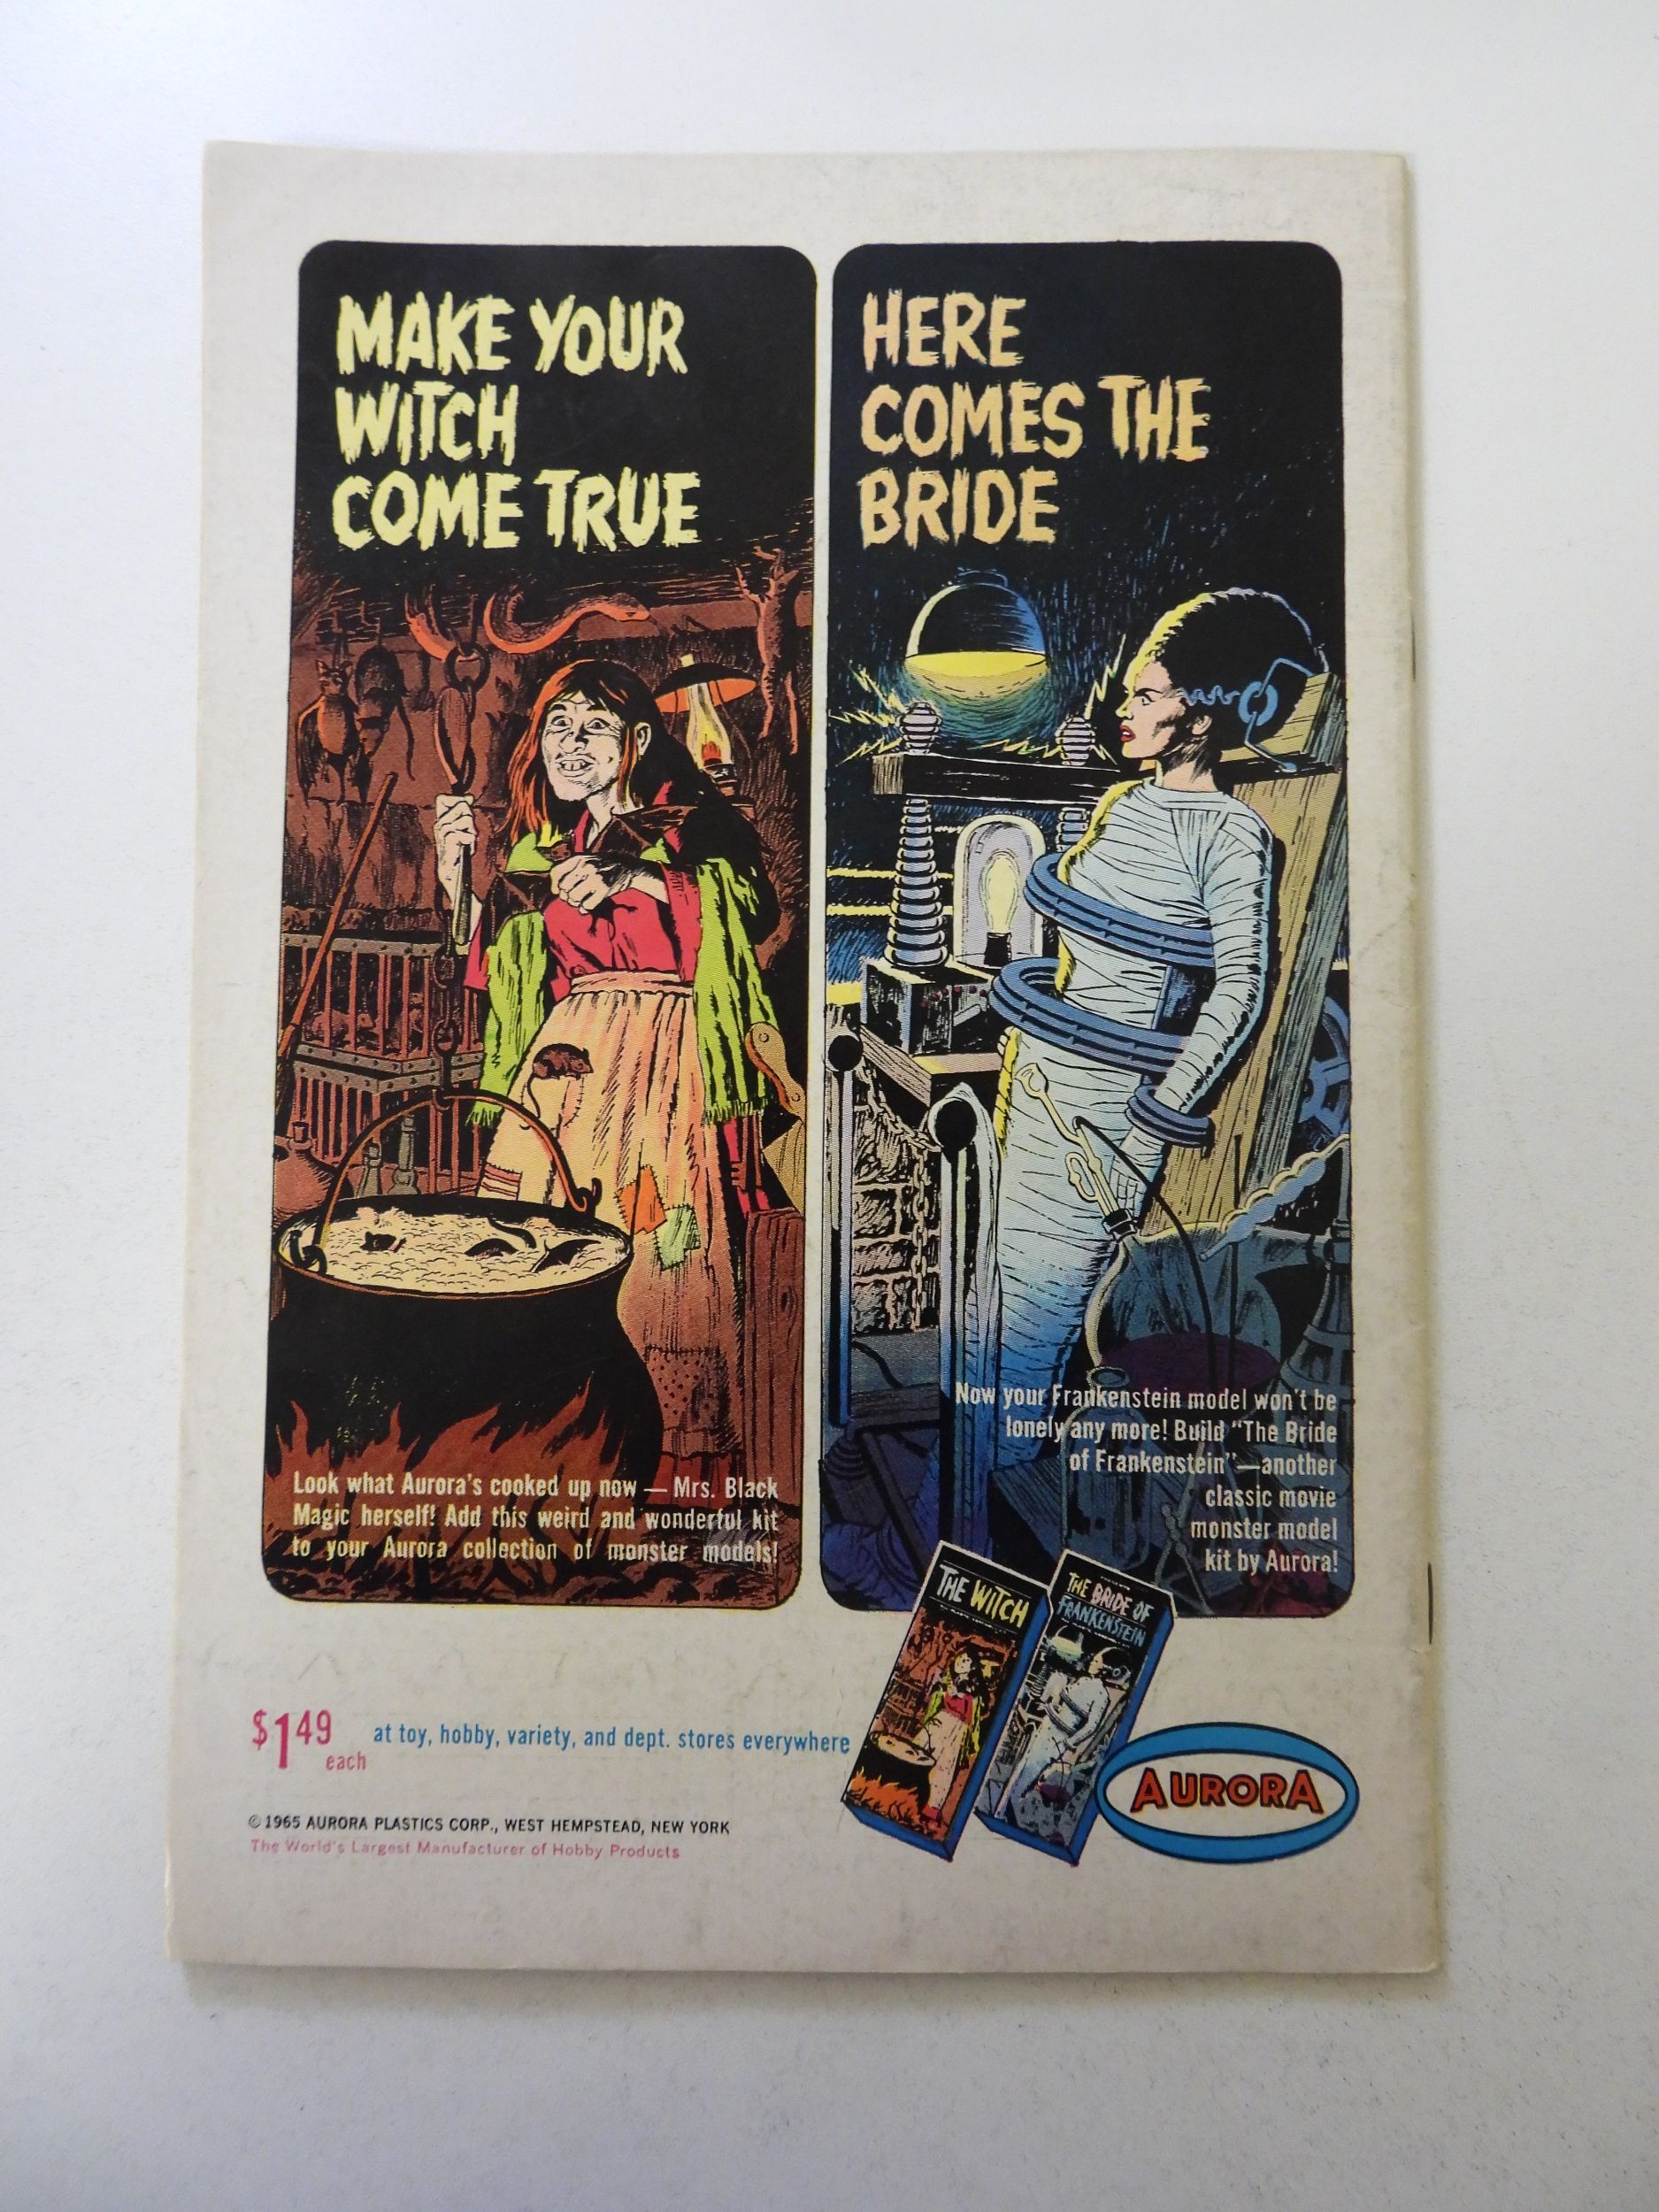 MAKE YOUR
WITCH
COME TRUE
Look what Aurora's cooked up now — Mrs. Black
Magic herself! Add this weird and wonderful kit
to your Aurora collection of monster models!
HERE
COMES THE
BRIDE
Now your Frankenstein model won't be
lonely any more! Build "The Bride
of Frankenstein"—another
classic movie
monster model
kit by Aurora!
THE WITCH
THE BRIDE OF
FRANKENSTEIN
$1.49 each
at toy, hobby, variety, and dept. stores everywhere
AURORA
© 1965 AURORA PLASTICS CORP., WEST HEMPSTEAD, NEW YORK
The World's Largest Manufacturer of Hobby Products